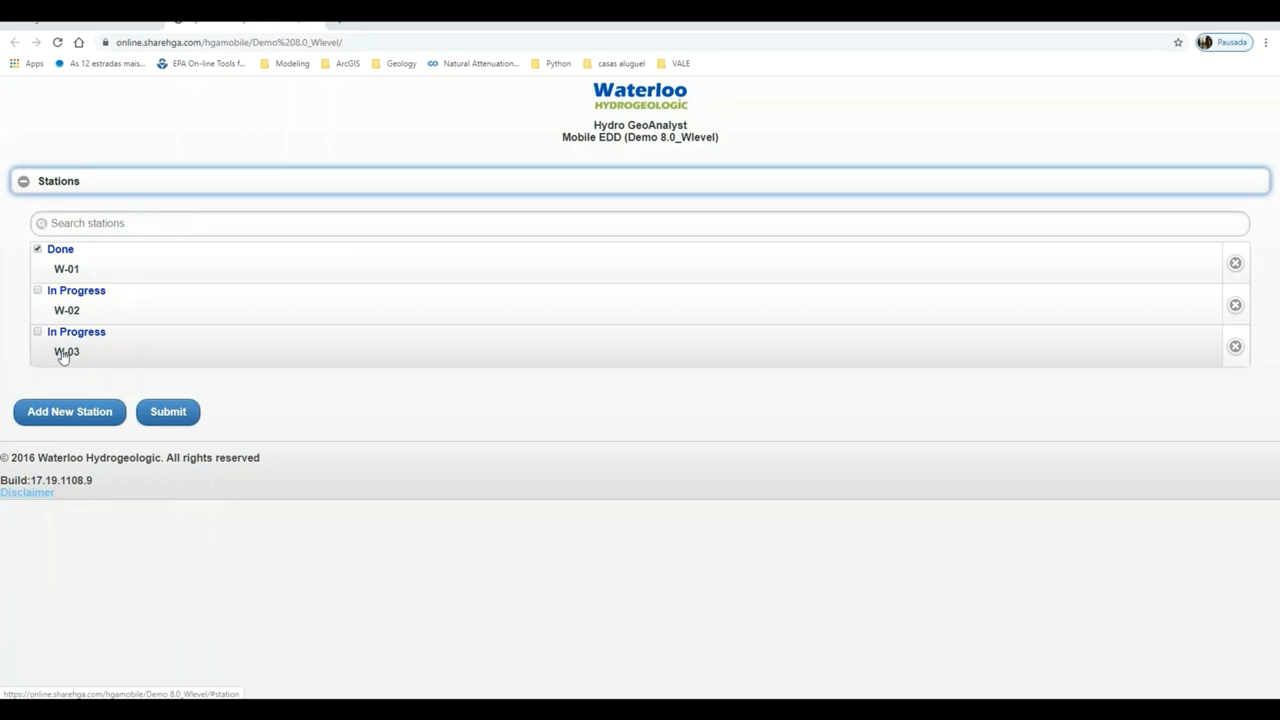 online.sharehga.com/hgamobile/Demo%208.0_Wlevel/
Pausada
Apps
As 12 estradas mais...
EPA On-line Tools f...
Modeling
ArcGIS
Geology
Natural Attenuation...
Python
casas aluguel
VALE
Waterloo
HYDROGEOLOGIC
Hydro GeoAnalyst
Mobile EDD (Demo 8.0_Wlevel)
Stations
Search stations
Done
W-01
In Progress
W-02
In Progress
W-03
Add New Station
Submit
© 2016 Waterloo Hydrogeologic. All rights reserved
Build:17.19.1108.9
Disclaimer
https://online.sharehga.com/hgamobile/Demo 8.0_Wlevel/#station